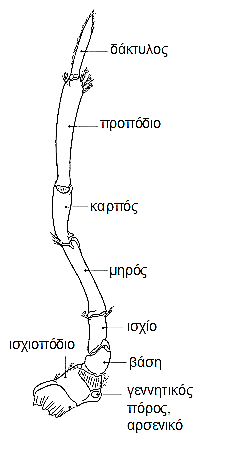 δάκτυλος
προπόδιο
καρπός
μηρός
ισχίο
ισχιοπόδιο
βάση
γεννητικός
πόρος,
αρσενικό